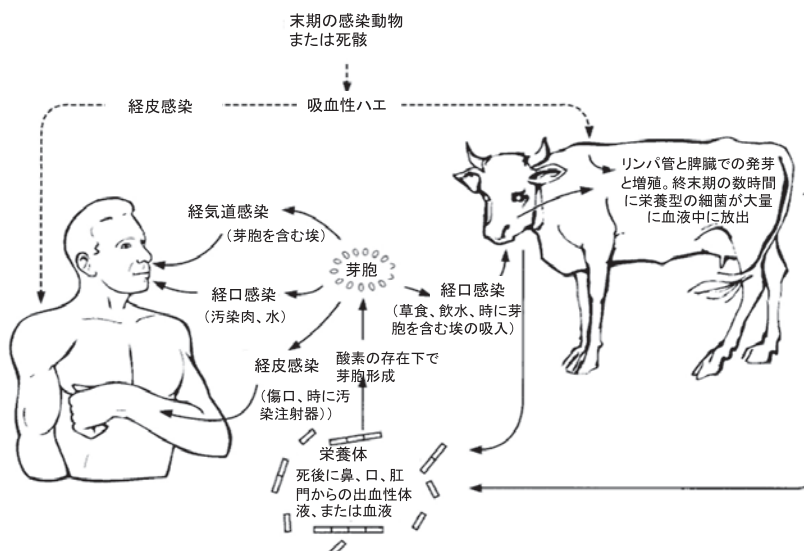 末期の感染動物
または死骸
経皮感染
吸血性ハエ
リンパ管と脾臓での発芽
と増殖。終末期の数時間
に栄養型の細菌が大量
に血液中に放出
経気道感染
(芽胞を含む埃)
芽胞
経口感染
(汚染肉、水)
経口感染
(草食、飲水、時に芽
胞を含む埃の吸入)
経皮感染
(傷口、時に汚
染注射器))
酸素の存在下で
芽胞形成
栄養体
死後に鼻、口、肛
門からの出血性体
液、または血液